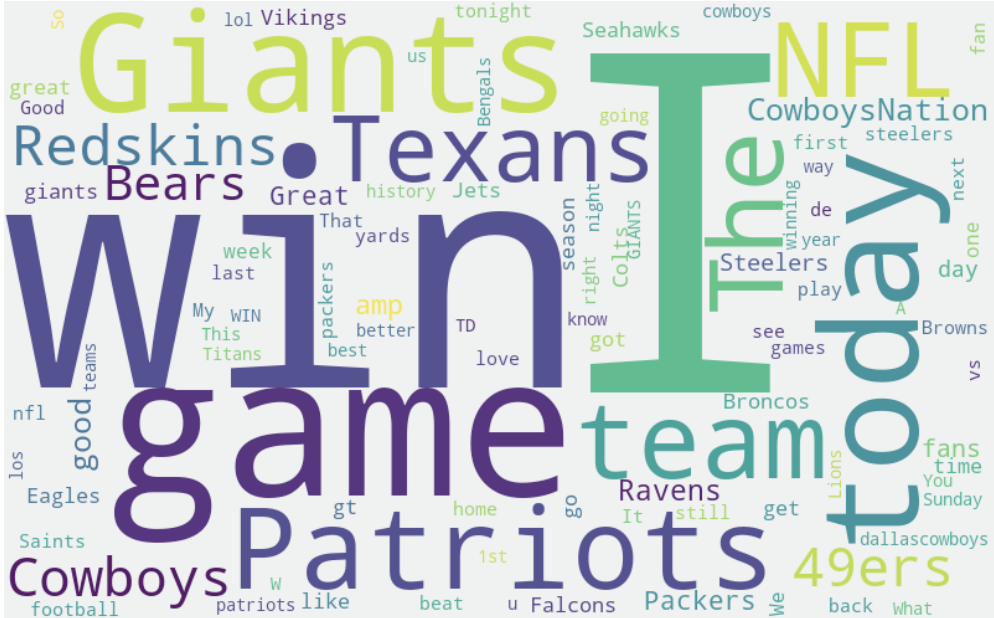 So
lol
Vikings
tonight
cowboys
Giants
us
Seahawks
NFL
fan
great
Good
Bengals
going
CowboysNation
Redskins
Texans
first
steelers
giants
Bears
Great
history
Jets
The
way
next
win
That
yards
season
night
Colts
GIANTS
I
winning
de
year
today
one
week
last
right
Steelers
day
packers
amp
play
My
WIN
A
This
better
TD
know
see
Browns
Titans
best
love
got
games
vs
teams
nfl
good
game
team
Broncos
los
fans
time
Eagles
Ravens
Lions
You
Sunday
gt
home
go
It
still
get
Saints
Patriots
dallascowboys
Cowboys
W
1st
49ers
football
patriots
like
beat
u
Falcons
Packers
We
back
What